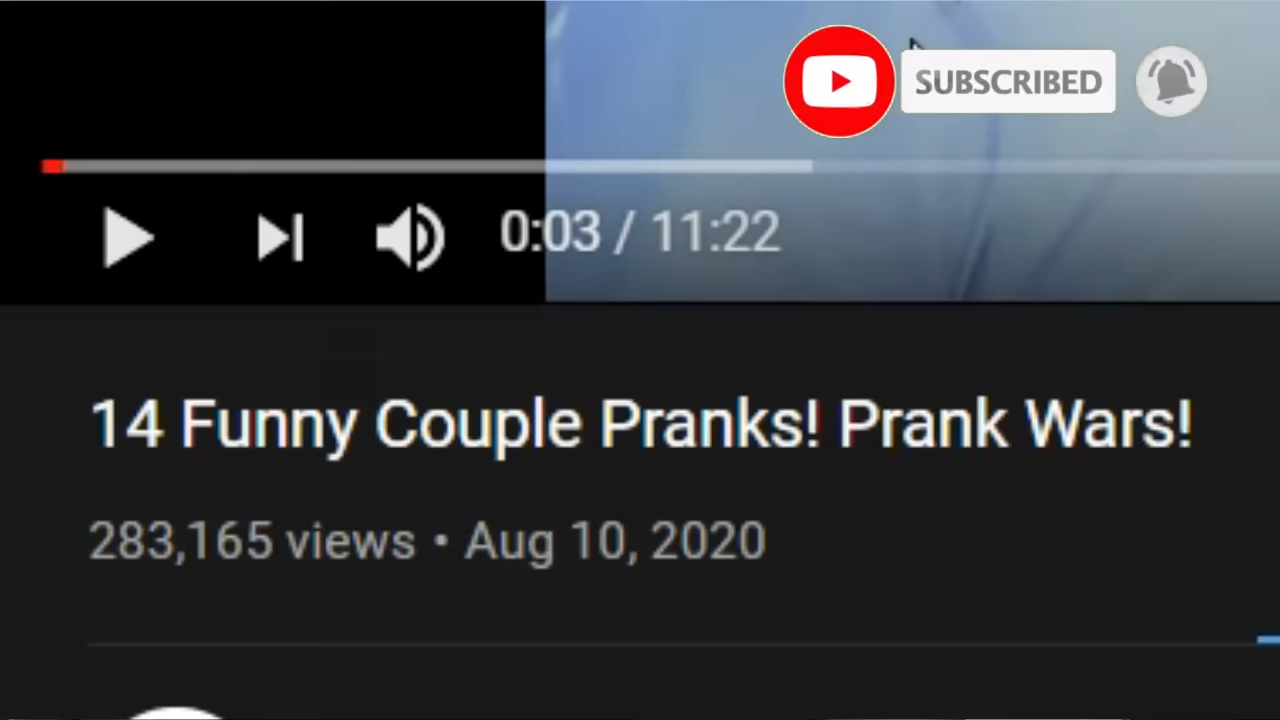 SUBSCRIBED
0:03 / 11:22
14 Funny Couple Pranks! Prank Wars!
283,165 views • Aug 10, 2020